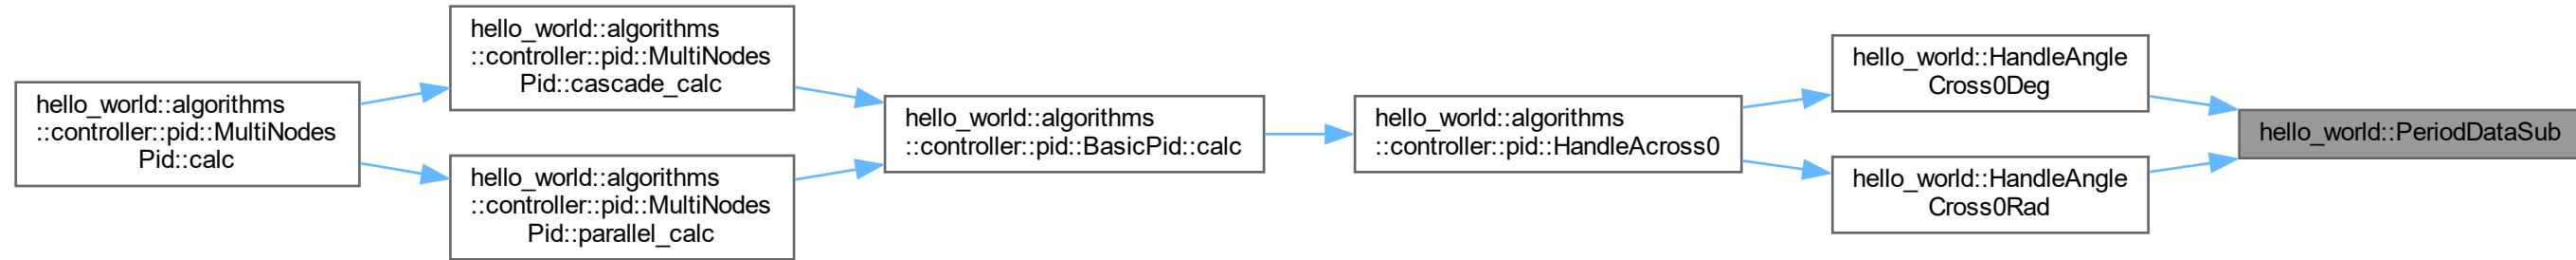 hello_world::algorithms
::controller::pid::MultiNodes
Pid::calc
hello_world::algorithms
::controller::pid::MultiNodes
Pid::cascade_calc
hello_world::algorithms
::controller::pid::MultiNodes
Pid::parallel_calc
hello_world::algorithms
::controller::pid::BasicPid::calc
hello_world::algorithms
::controller::pid::HandleAcross0
hello_world::HandleAngle
Cross0Deg
hello_world::HandleAngle
Cross0Rad
hello_world::PeriodDataSub